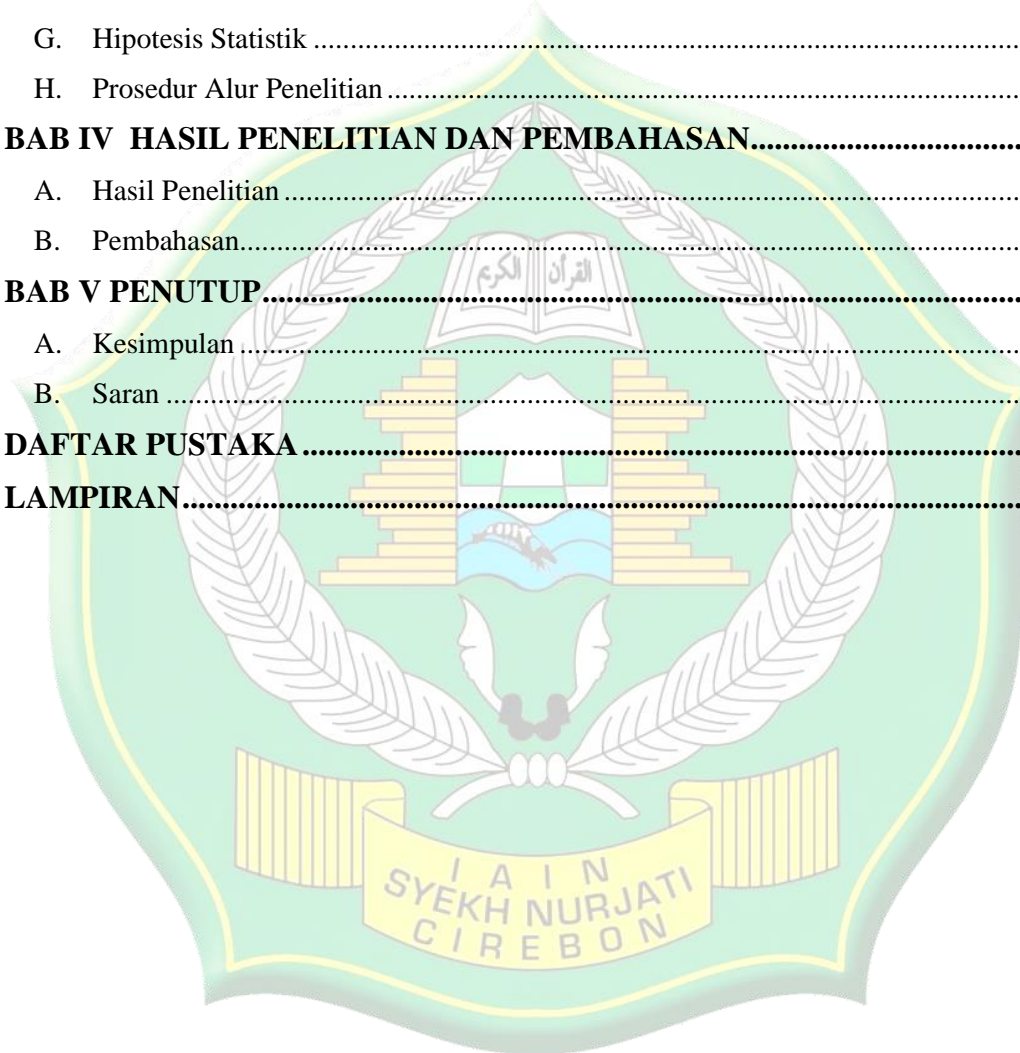 G. Hipotesis Statistik ........................................................................................
H. Prosedur Alur Penelitian ........................................................................................
BAB IV HASIL PENELITIAN DAN PEMBAHASAN........................................
A. Hasil Penelitian ........................................................................................
B. Pembahasan........................................................................................
BAB V PENUTUP........................................................................................
A. Kesimpulan ........................................................................................
B. Saran ........................................................................................
DAFTAR PUSTAKA ........................................................................................
LAMPIRAN........................................................................................
القرآن الكريم
I A I N
SYEKH NURJATI
CIREBON